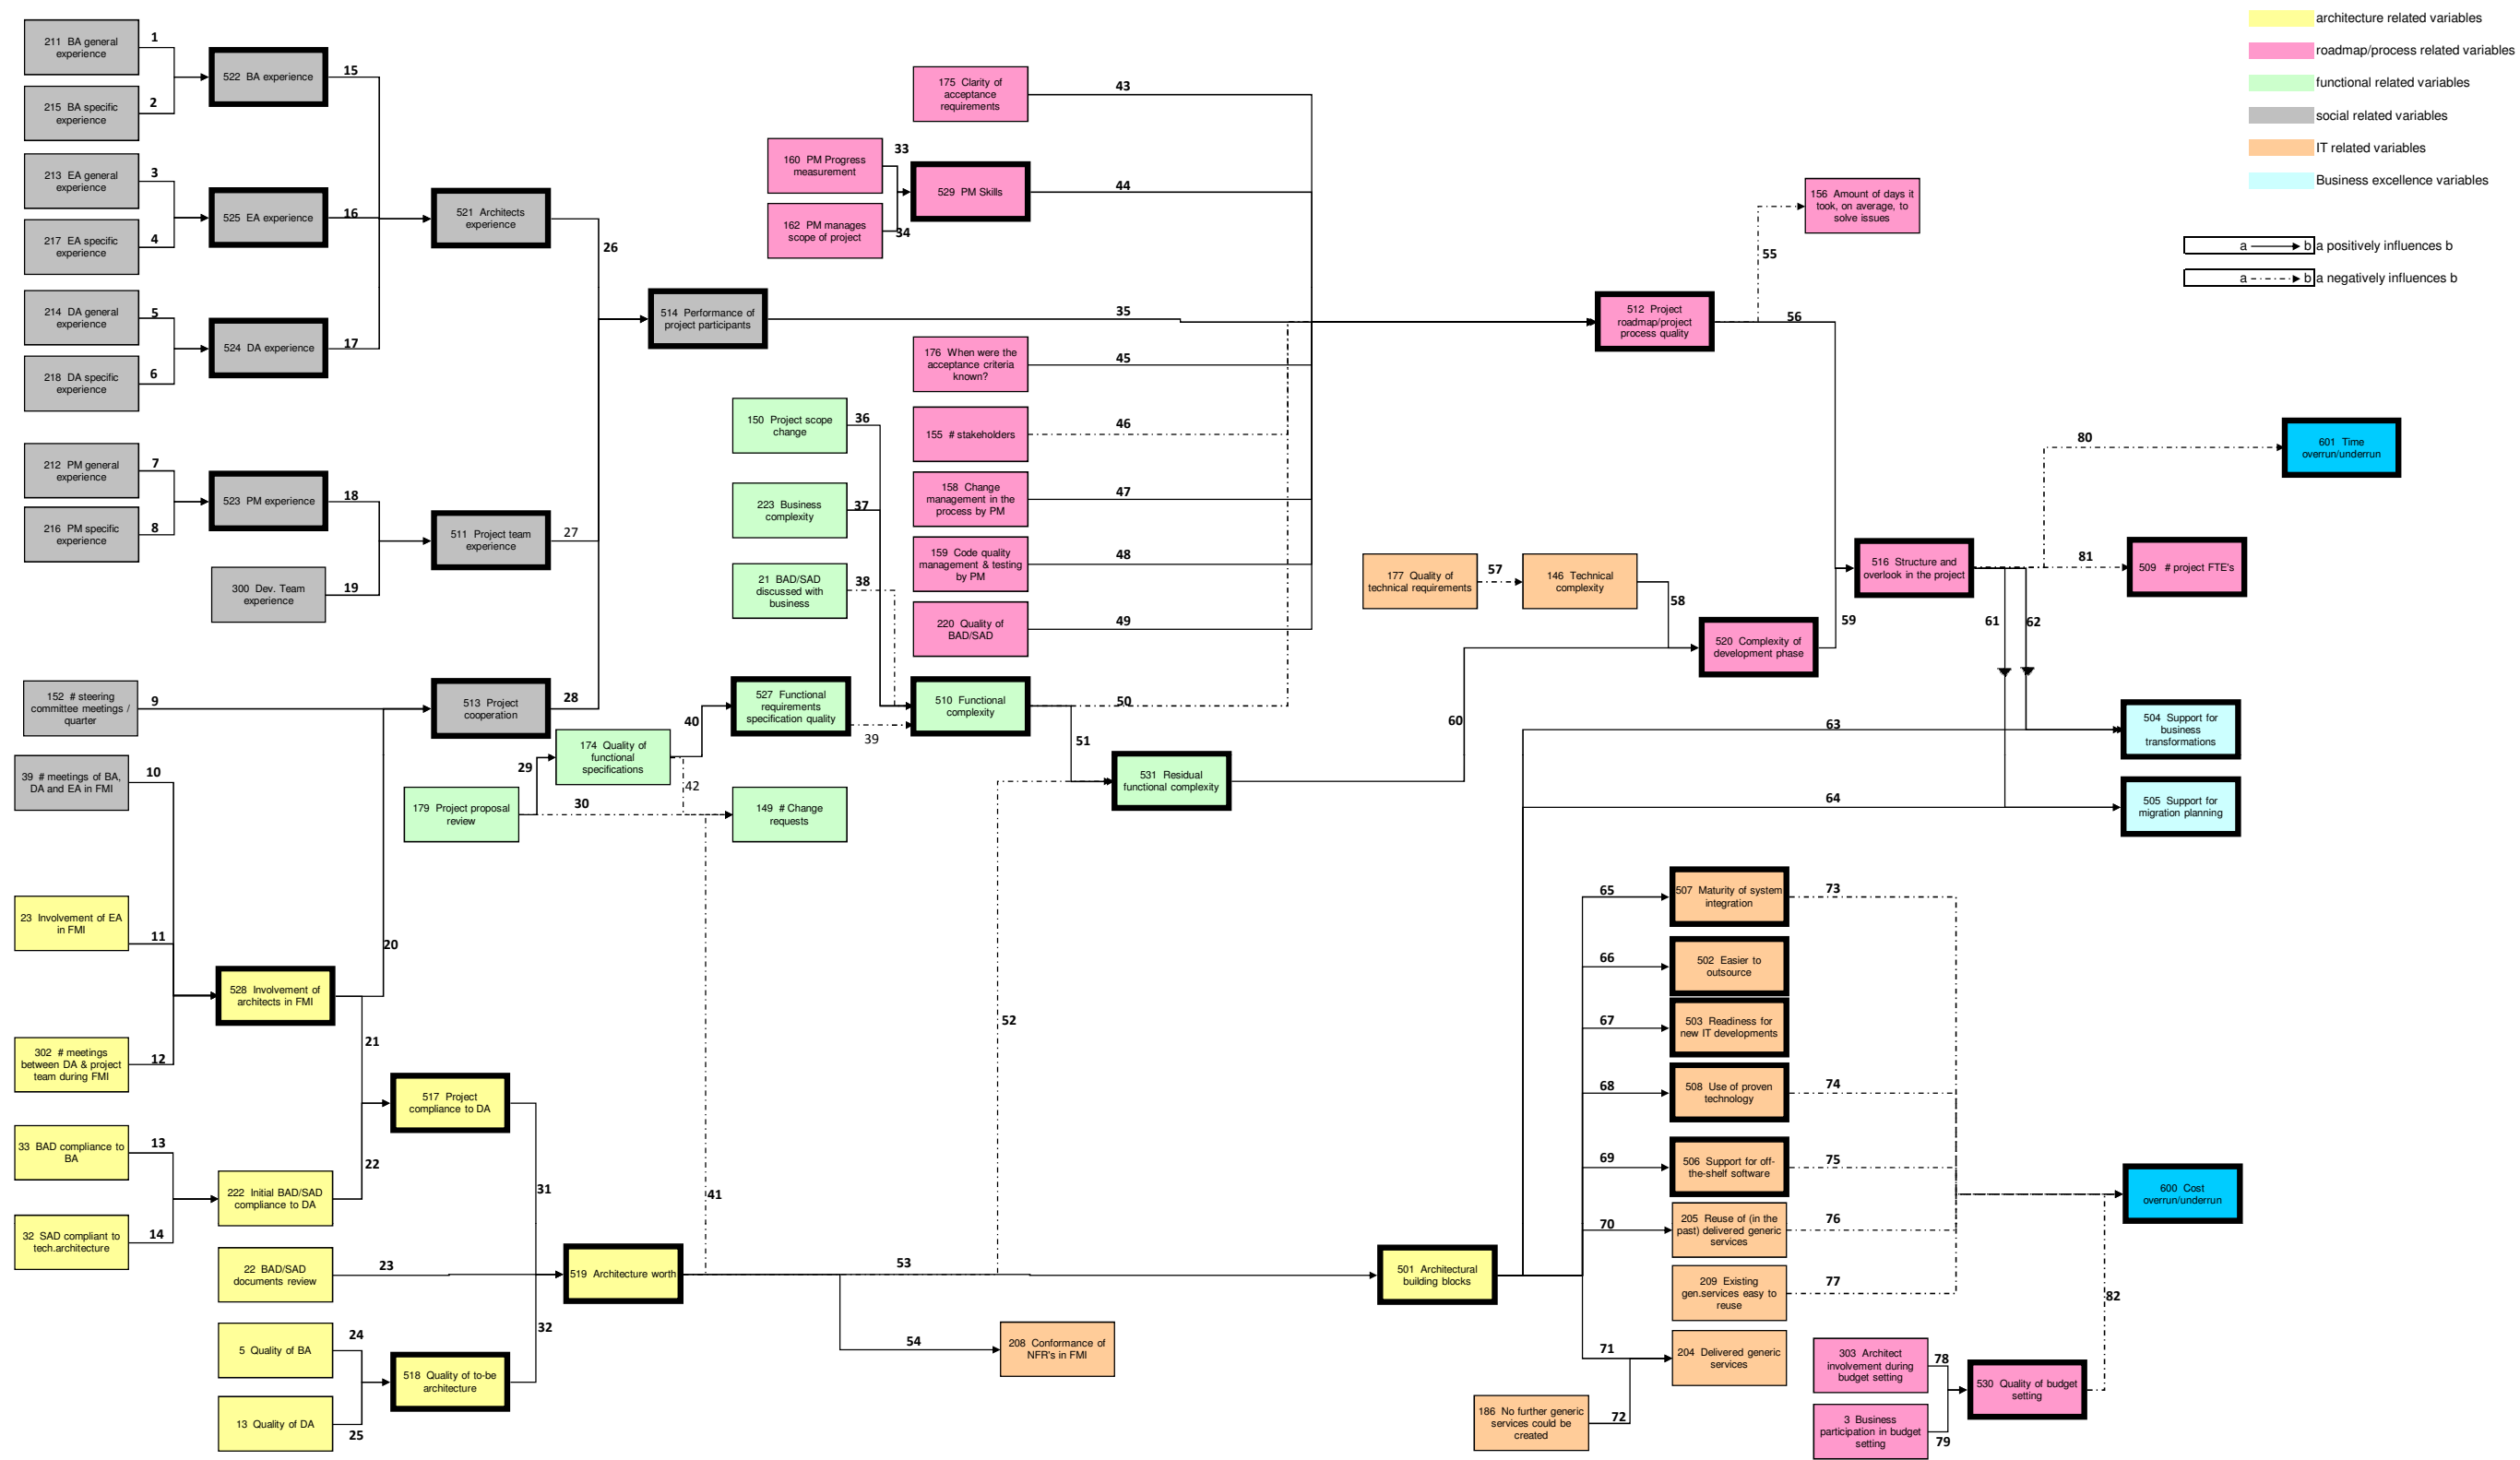 architecture related variables
roadmap/process related variables
functional related variables
social related variables
IT related variables
Business excellence variables
a b a positively influences b
a b a negatively influences b
211 BA general
experience
1
215 BA specific
experience
2
522 BA experience
15
213 EA general
experience
3
217 EA specific
experience
4
525 EA experience
16
214 DA general
experience
5
218 DA specific
experience
6
524 DA experience
17
521 Architects
experience
26
212 PM general
experience
7
216 PM specific
experience
8
523 PM experience
18
300 Dev. Team
experience
19
511 Project team
experience
27
514 Performance of
project participants
35
152 # steering
committee meetings /
quarter
9
513 Project
cooperation
28
39 # meetings of BA,
DA and EA in FMI
10
23 Involvement of EA
in FMI
11
302 # meetings
between DA & project
team during FMI
12
528 Involvement of
architects in FMI
20
21
33 BAD compliance to
BA
13
32 SAD compliant to
tech.architecture
14
222 Initial BAD/SAD
compliance to DA
22
517 Project
compliance to DA
31
22 BAD/SAD
documents review
23
5 Quality of BA
24
13 Quality of DA
25
518 Quality of to-be
architecture
32
519 Architecture worth
41
52
53
54
208 Conformance of
NFR's in FMI
179 Project proposal
review
29
30
174 Quality of
functional
specifications
40
42
149 # Change
requests
527 Functional
requirements
specification quality
39
150 Project scope
change
36
223 Business
complexity
37
21 BAD/SAD
discussed with
business
38
510 Functional
complexity
50
51
531 Residual
functional complexity
60
175 Clarity of
acceptance
requirements
43
160 PM Progress
measurement
33
162 PM manages
scope of project
34
529 PM Skills
44
176 When were the
acceptance criteria
known?
45
155 # stakeholders
46
158 Change
management in the
process by PM
47
159 Code quality
management & testing
by PM
48
220 Quality of
BAD/SAD
49
512 Project
roadmap/project
process quality
55
56
156 Amount of days it
took, on average, to
solve issues
177 Quality of
technical requirements
57
146 Technical
complexity
58
520 Complexity of
development phase
59
516 Structure and
overlook in the project
61
62
80
81
601 Time
overrun/underrun
509 # project FTE's
63
504 Support for
business
transformations
64
505 Support for
migration planning
501 Architectural
building blocks
65
507 Maturity of system
integration
73
66
502 Easier to
outsource
67
503 Readiness for
new IT developments
68
508 Use of proven
technology
74
69
506 Support for off-
the-shelf software
75
70
205 Reuse of (in the
past) delivered generic
services
76
209 Existing
gen.services easy to
reuse
77
71
204 Delivered generic
services
186 No further generic
services could be
created
72
600 Cost
overrun/underrun
82
303 Architect
involvement during
budget setting
78
3 Business
participation in budget
setting
79
530 Quality of budget
setting